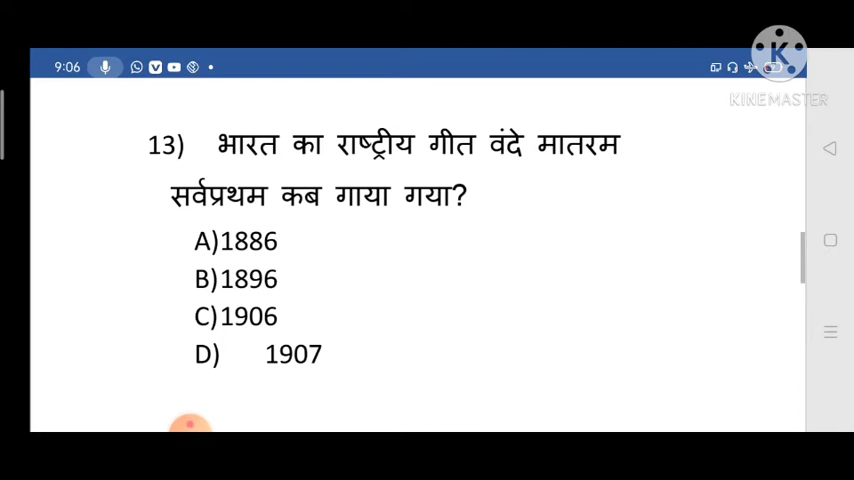 9:06
KINEMASTER
13) भारत का राष्ट्रीय गीत वंदे मातरम
सर्वप्रथम कब गाया गया?
A)1886
B)1896
C)1906
D) 1907